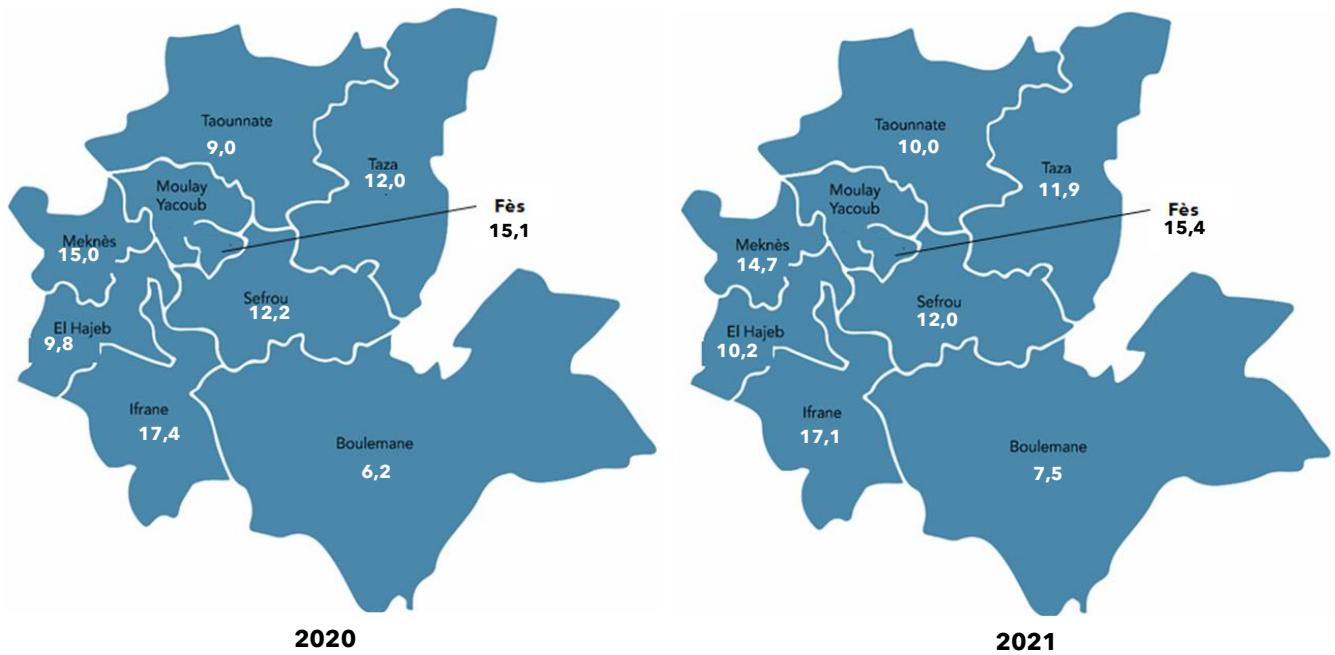 Taounnate
9,0
Taza
12,0
Moulay
Yacoub
Fès
15,1
Meknès
15,0
Sefrou
12,2
El Hajeb
9,8
Ifrane
17,4
Boulemane
6,2
2020
Taounnate
10,0
Taza
11,9
Moulay
Yacoub
Fès
15,4
Meknès
14,7
Sefrou
12,0
El Hajeb
10,2
Ifrane
17,1
Boulemane
7,5
2021